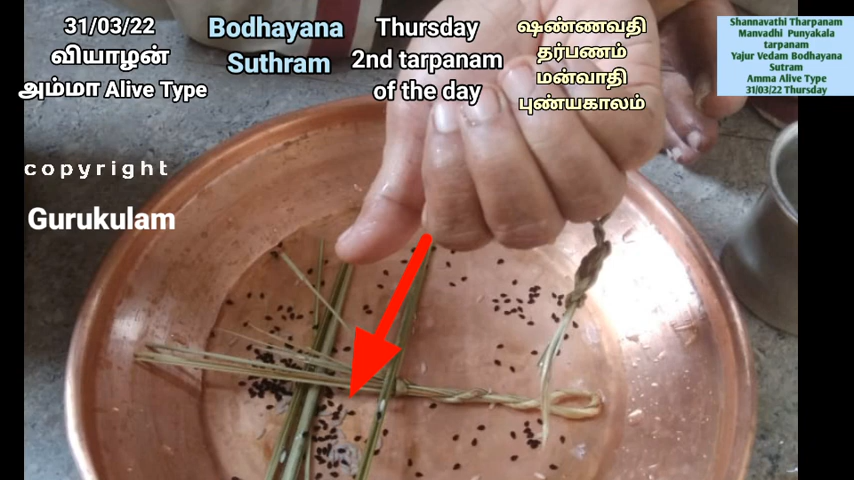 31/03/22
வியாழன்
அம்மா Alive Type
Bodhayana
Suthram
Thursday
2nd tarpanam
of the day
ஷண்ணவதி
தர்பணம்
மன்வாதி
புண்யகாலம்
Shannavathi Tharpanam
Manvadhi Punyakala
tarpanam
Yajur Vedam Bodhayana
Sutram
Amma Alive Type
31/03/22 Thursday
copyright
Gurukulam